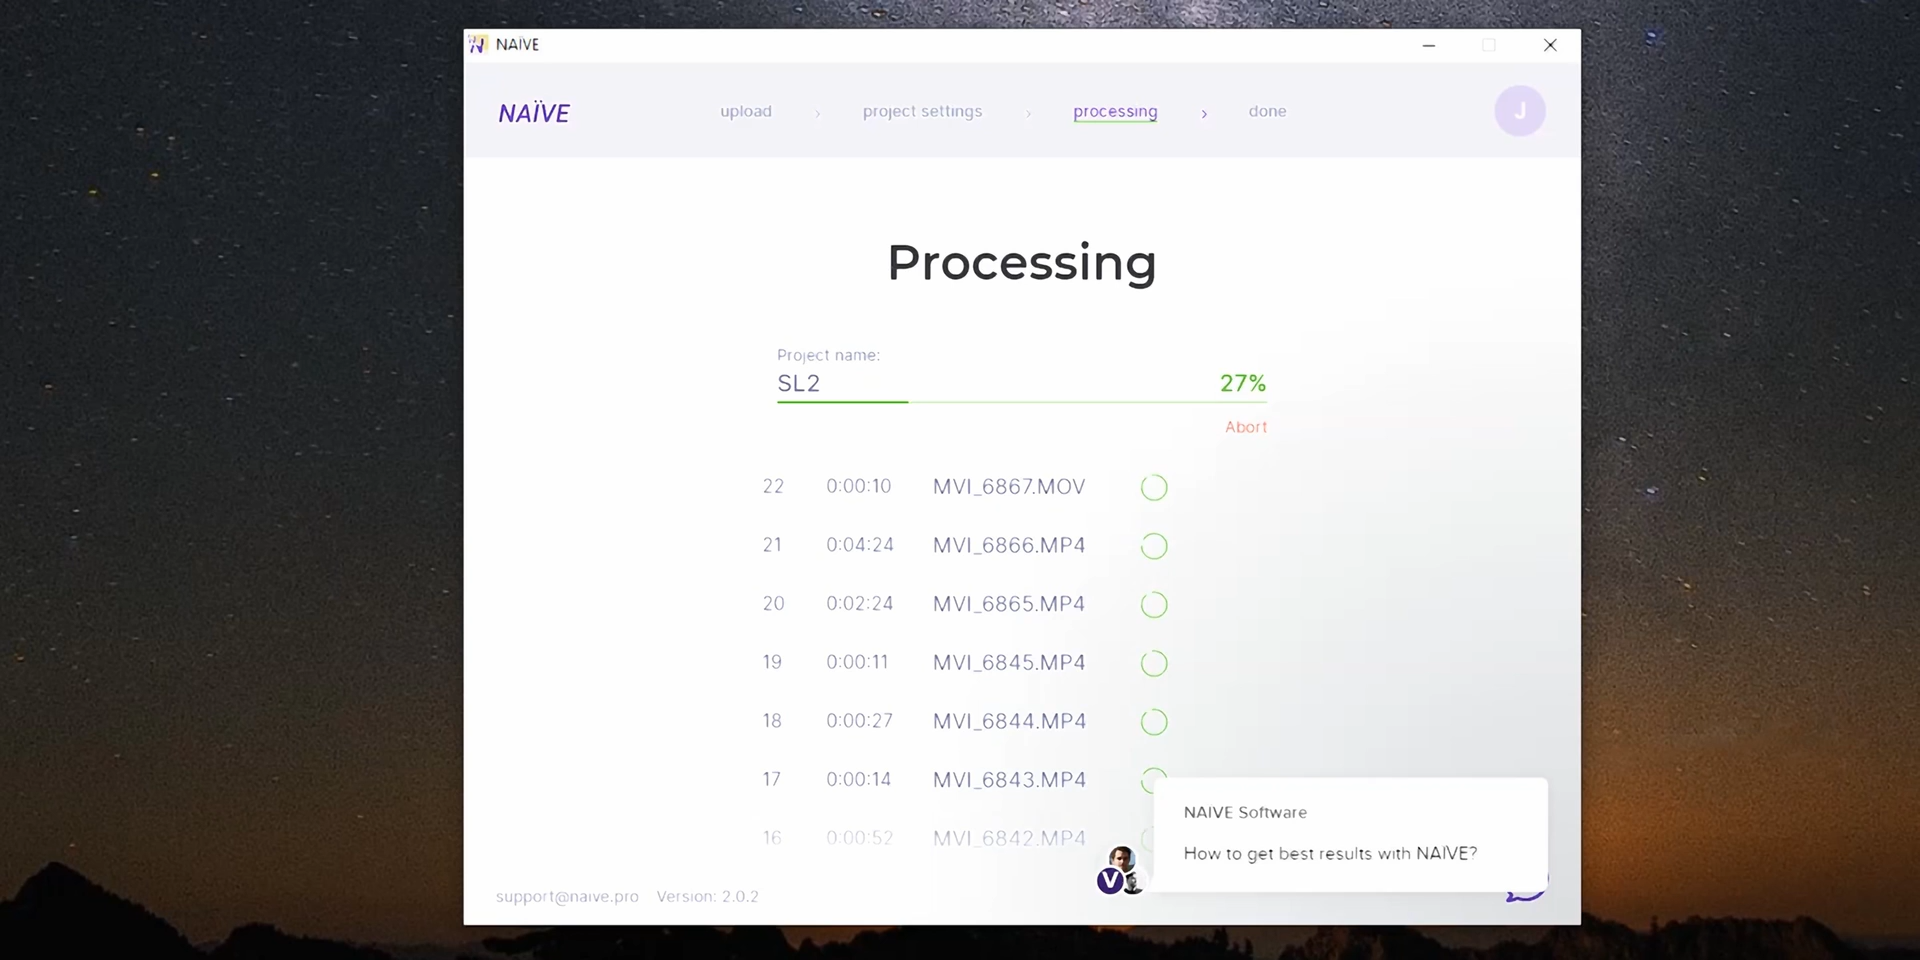 NAÏVE
NAÏVE
upload
project settings
processing
done
J
Processing
Project name:
SL2
27%
Abort
22 0:00:10 MVI_6867.MOV
21 0:04:24 MVI_6866.MP4
20 0:02:24 MVI_6865.MP4
19 0:00:11 MVI_6845.MP4
18 0:00:27 MVI_6844.MP4
17 0:00:14 MVI_6843.MP4
16 0:00:52 MVI_6842.MP4
NAIVE Software
How to get best results with NAÏVE?
V
support@naive.pro Version: 2.0.2